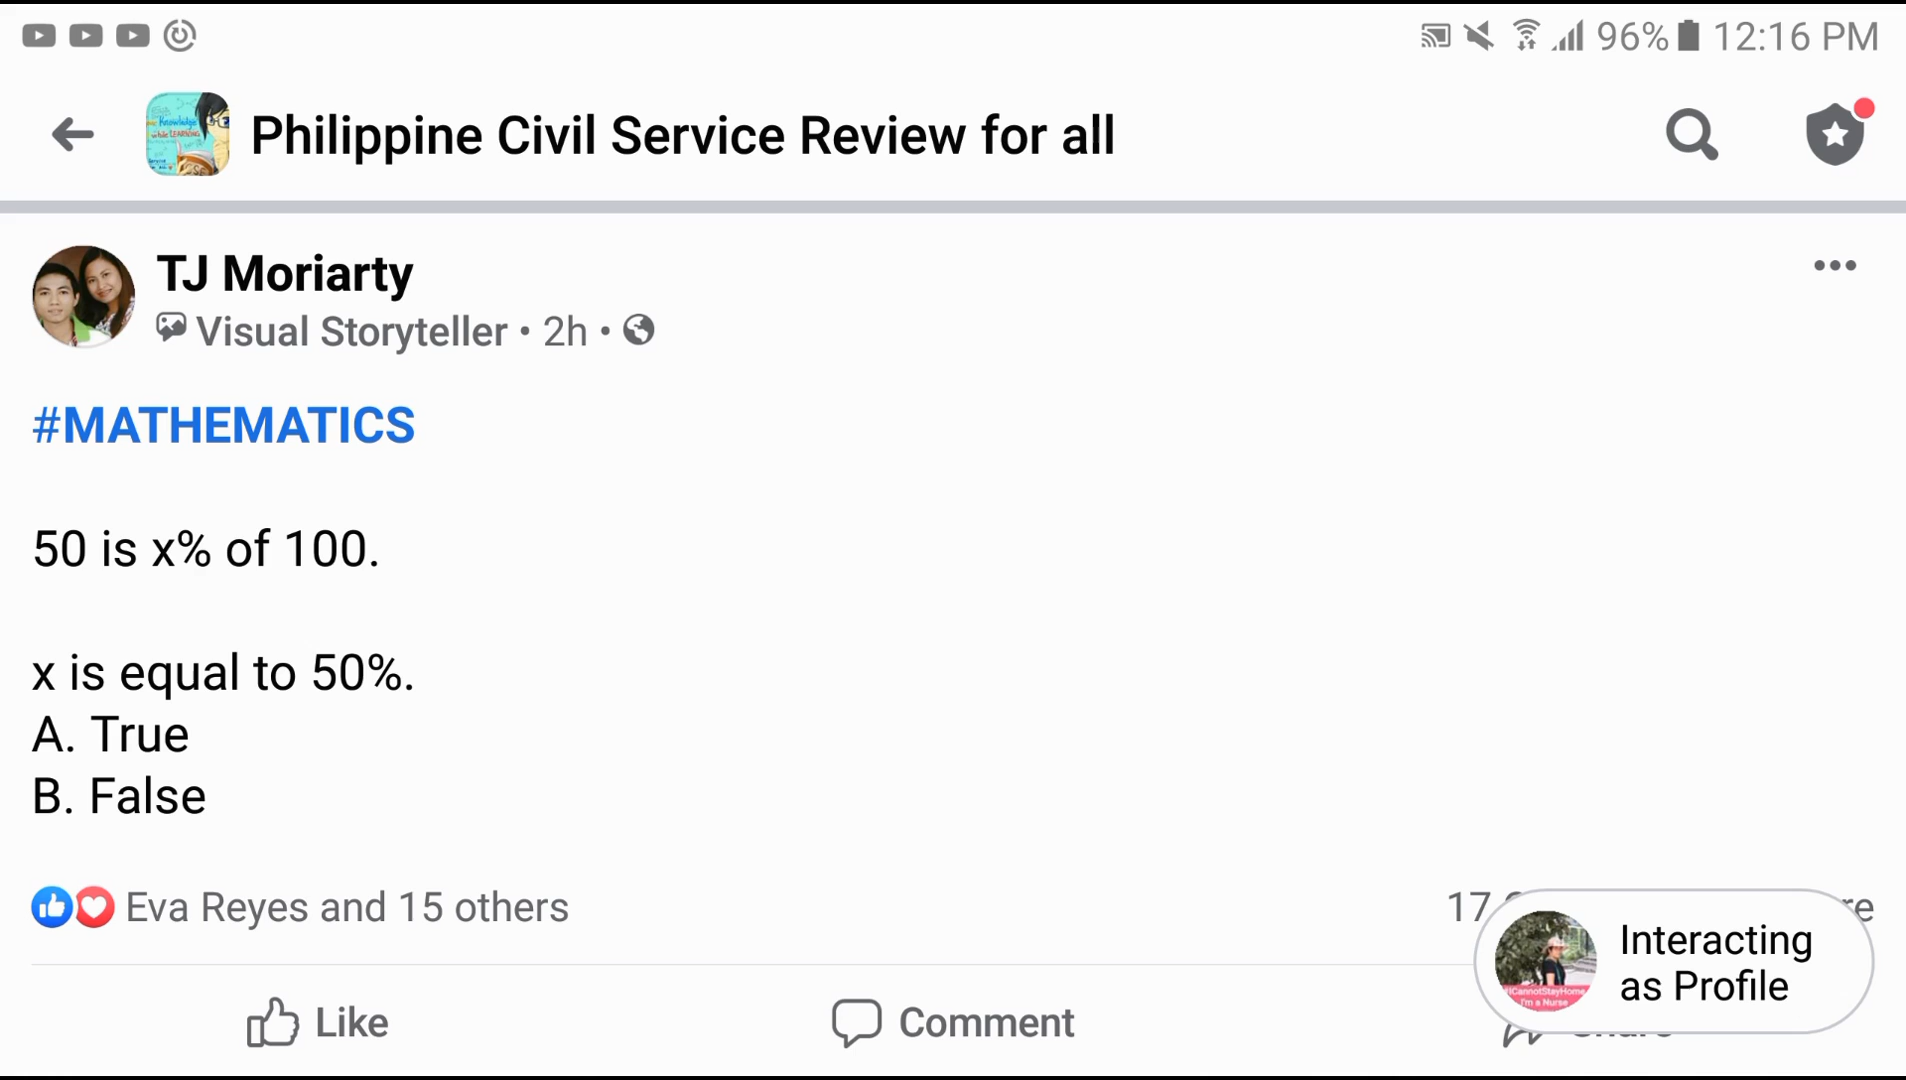 96% 12:16 PM
Philippine Civil Service Review for all
TJ Moriarty
Visual Storyteller • 2h •
#MATHEMATICS
50 is x% of 100.
x is equal to 50%.
A. True
B. False
Eva Reyes and 15 others
17
Interacting
as Profile
Like
Comment
Share